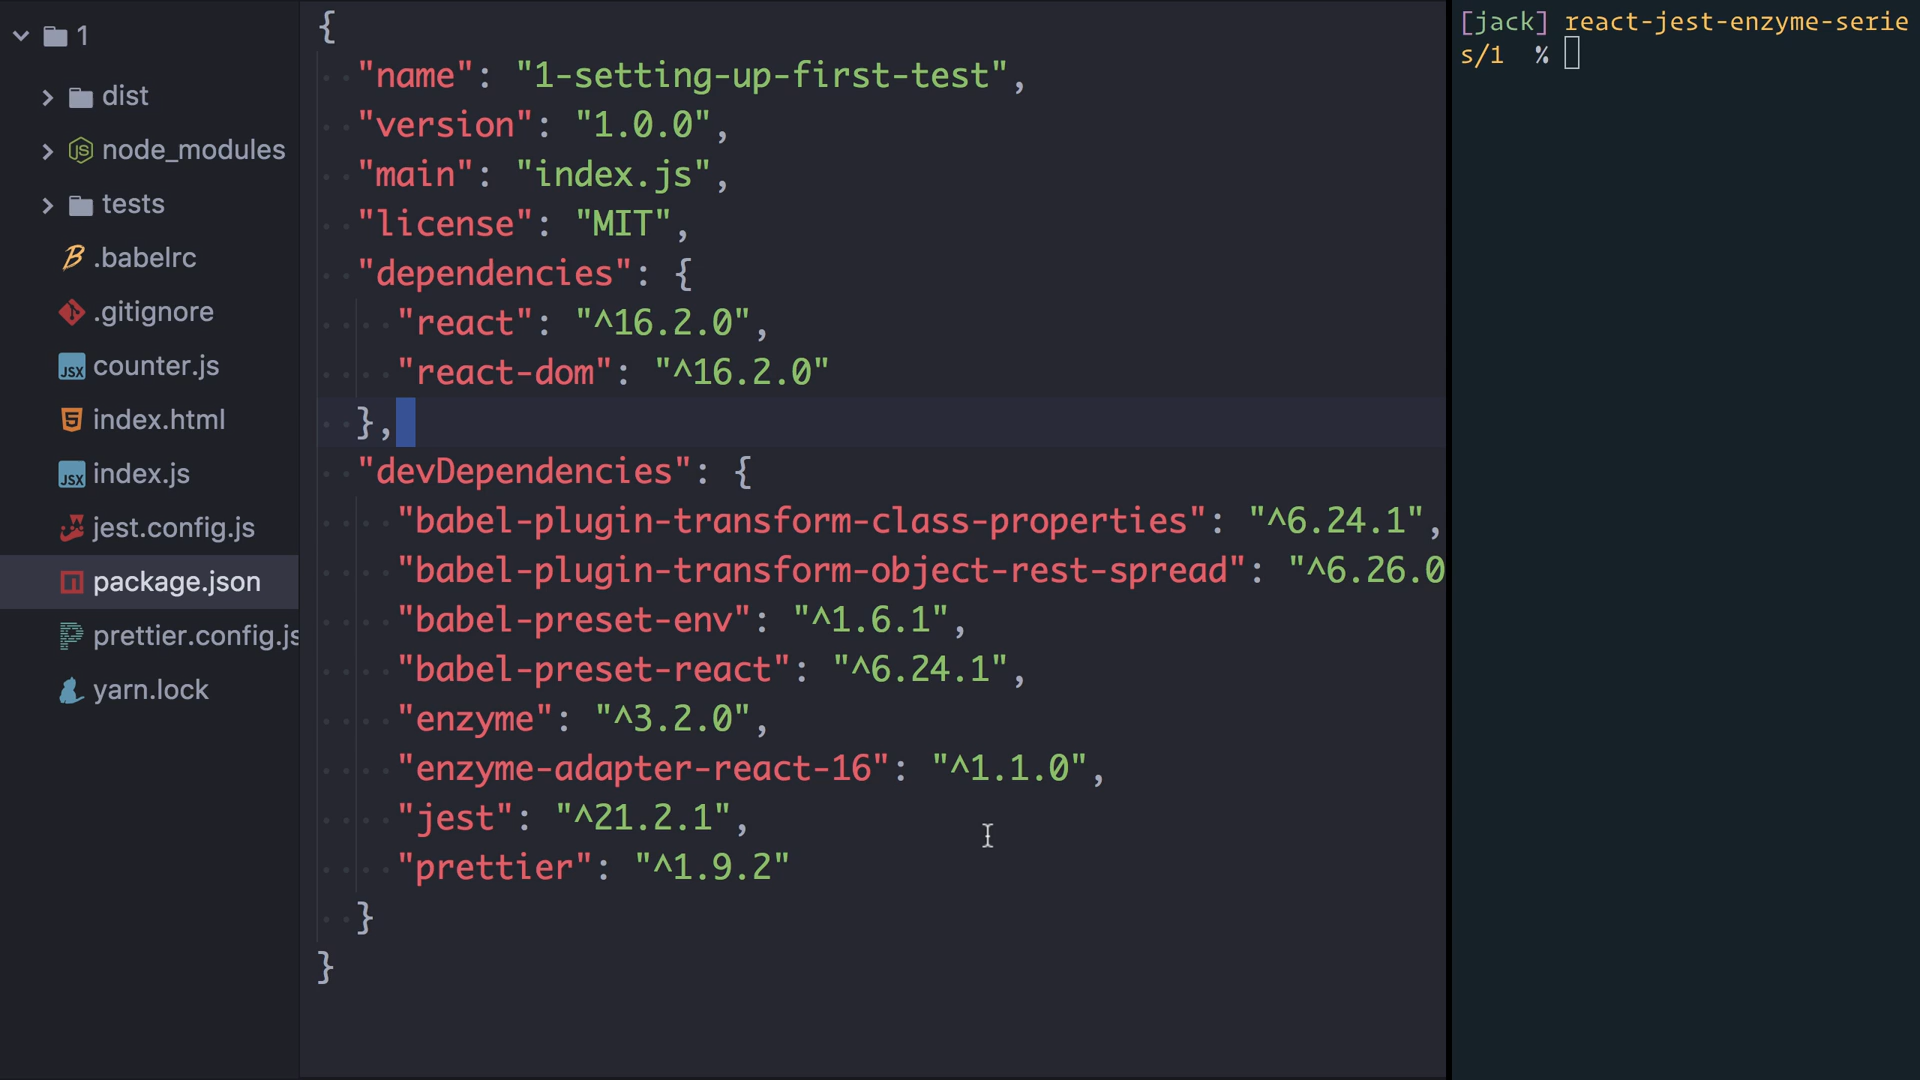 1
dist
node_modules
tests
.babelrc
.gitignore
counter.js
index.html
index.js
jest.config.js
package.json
prettier.config.js
yarn.lock
{
"name": "1-setting-up-first-test",
"version": "1.0.0",
"main": "index.js",
"license": "MIT",
"dependencies": {
"react": "^16.2.0",
"react-dom": "^16.2.0"
},
"devDependencies": {
"babel-plugin-transform-class-properties": "^6.24.1",
"babel-plugin-transform-object-rest-spread": "^6.26.0
"babel-preset-env": "^1.6.1",
"babel-preset-react": "^6.24.1",
"enzyme": "^3.2.0",
"enzyme-adapter-react-16": "^1.1.0",
"jest": "^21.2.1",
"prettier": "^1.9.2"
}
}
[jack] react-jest-enzyme-serie
s/1 %